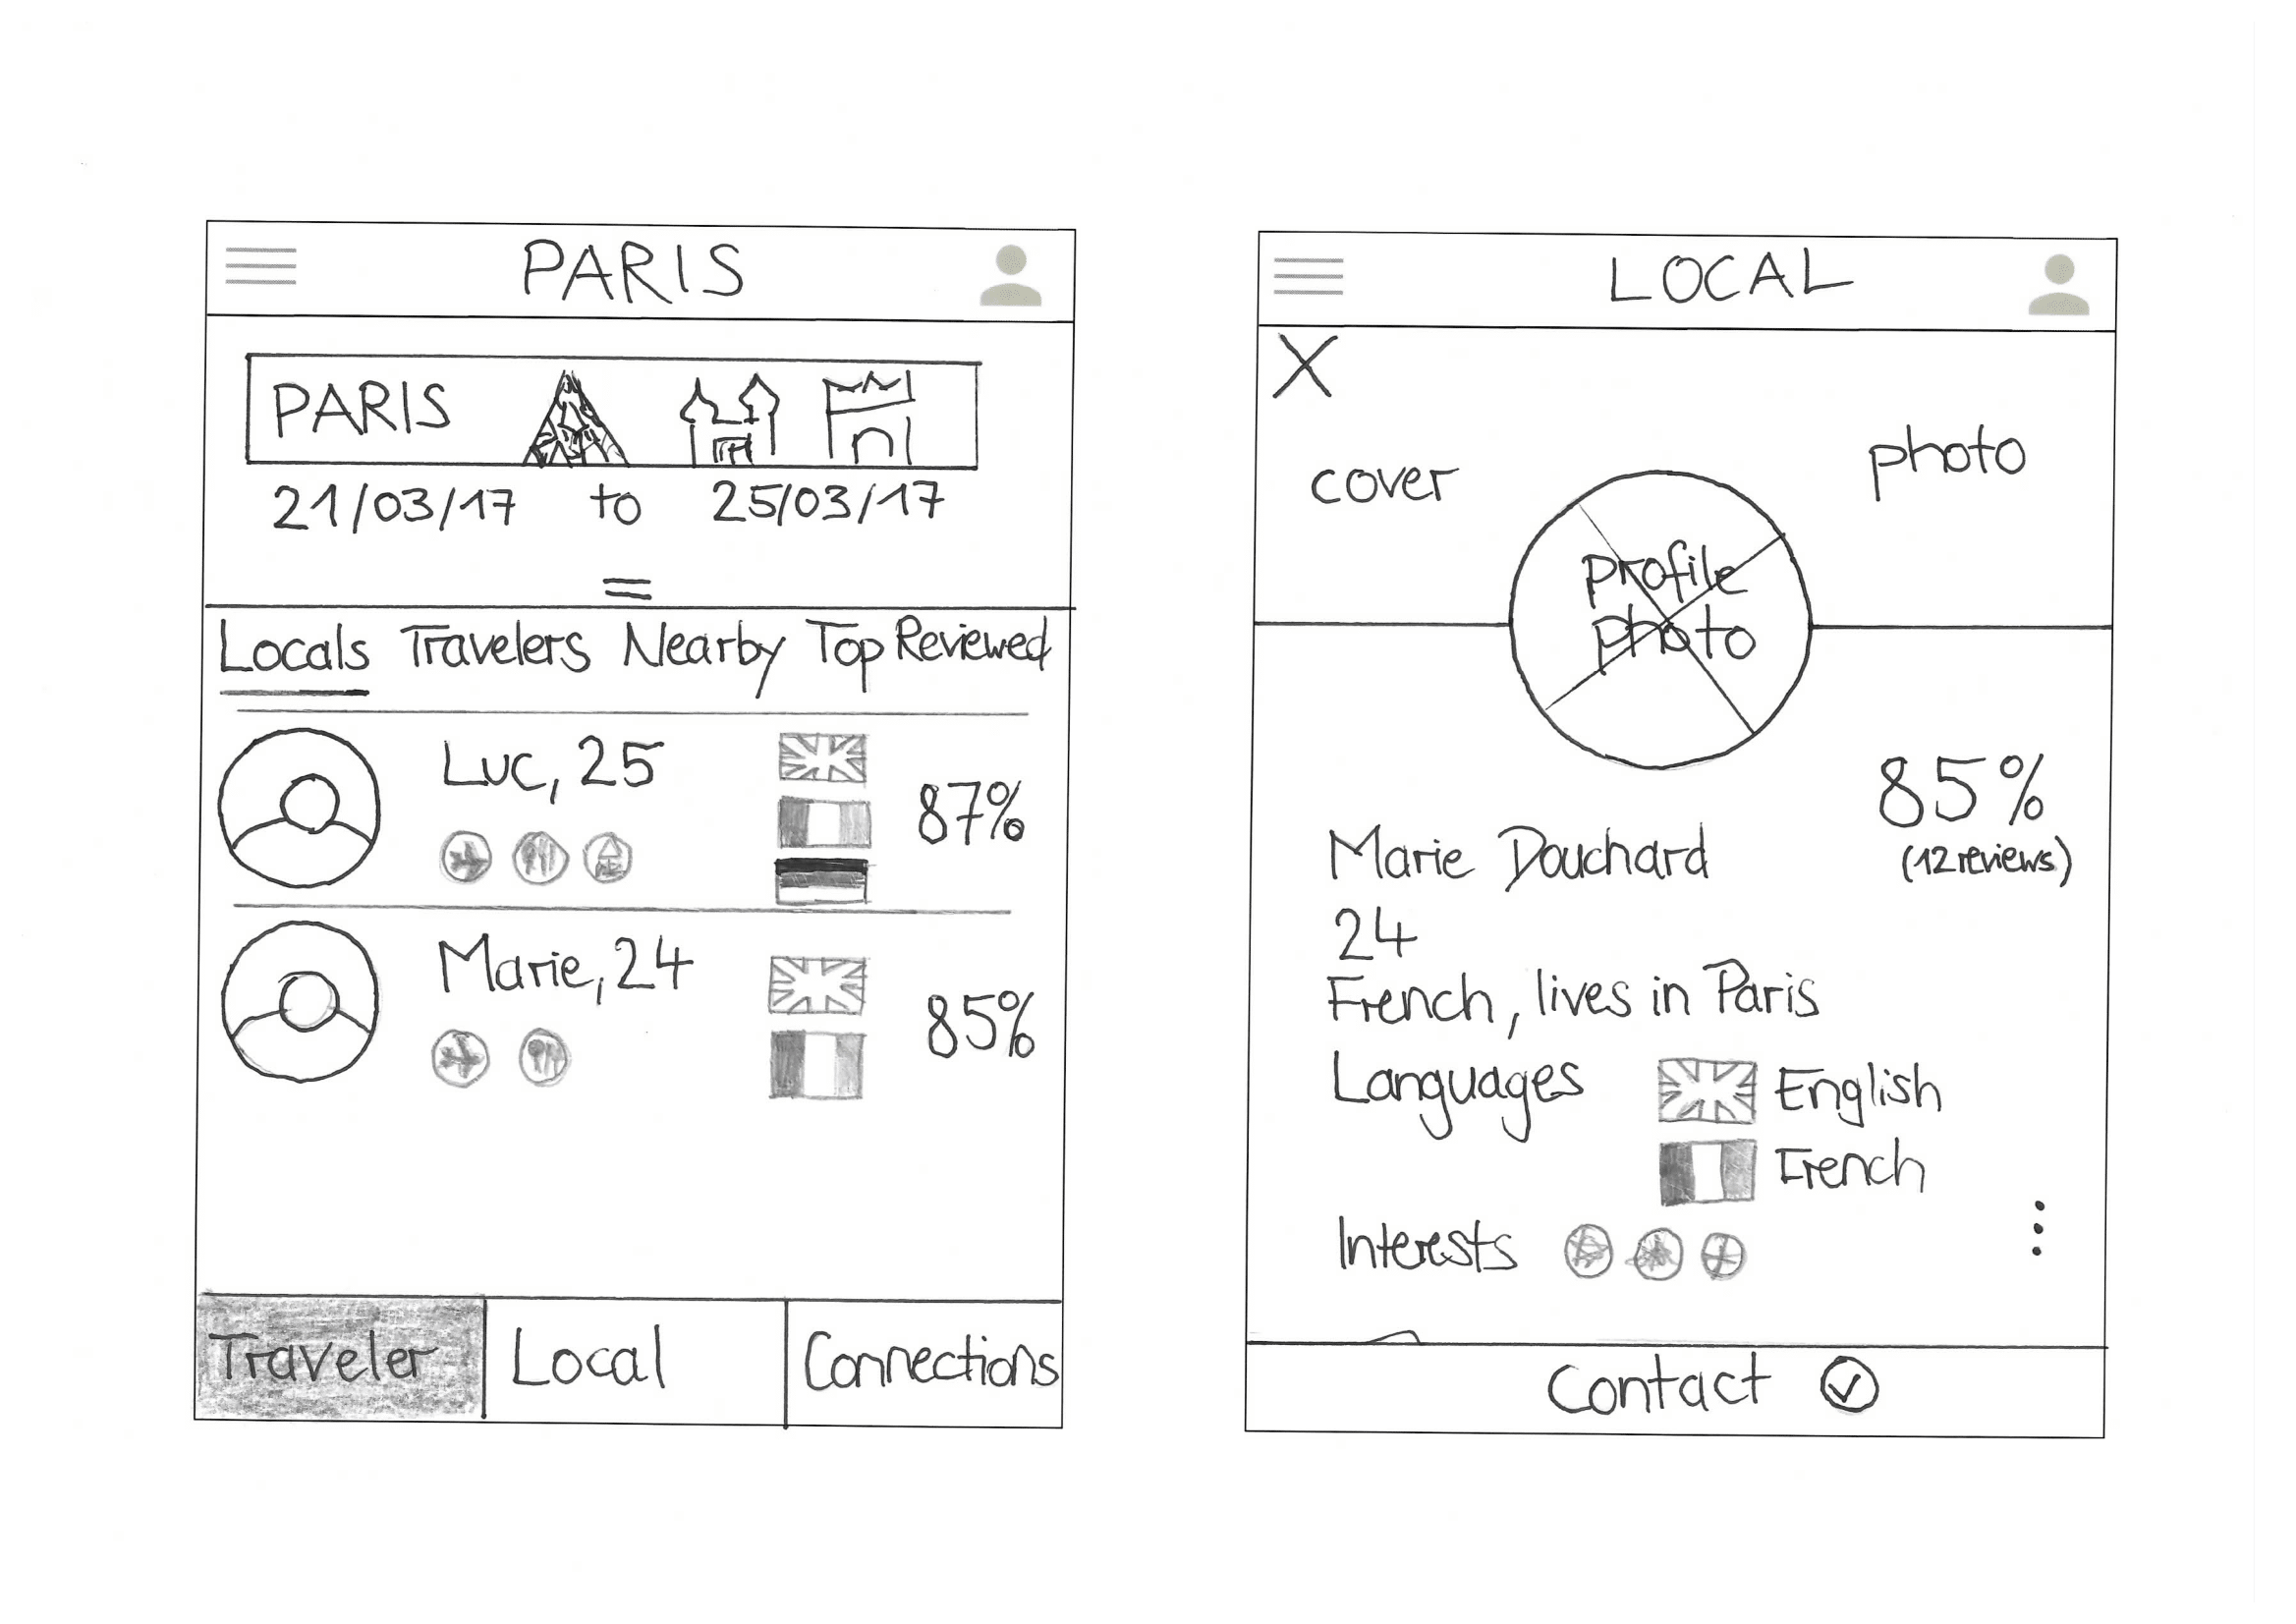 PARIS
PARIS
21/03/17 to 25/03/17
Locals Travelers Nearby Top Reviewed
Luc, 25
87%
Marie, 24
85%
Traveler Local Connections
LOCAL
X
cover photo
profile
photo
85%
(12 reviews)
Marie Douchard
24
French, lives in Paris
Languages English
French
Interests
Contact